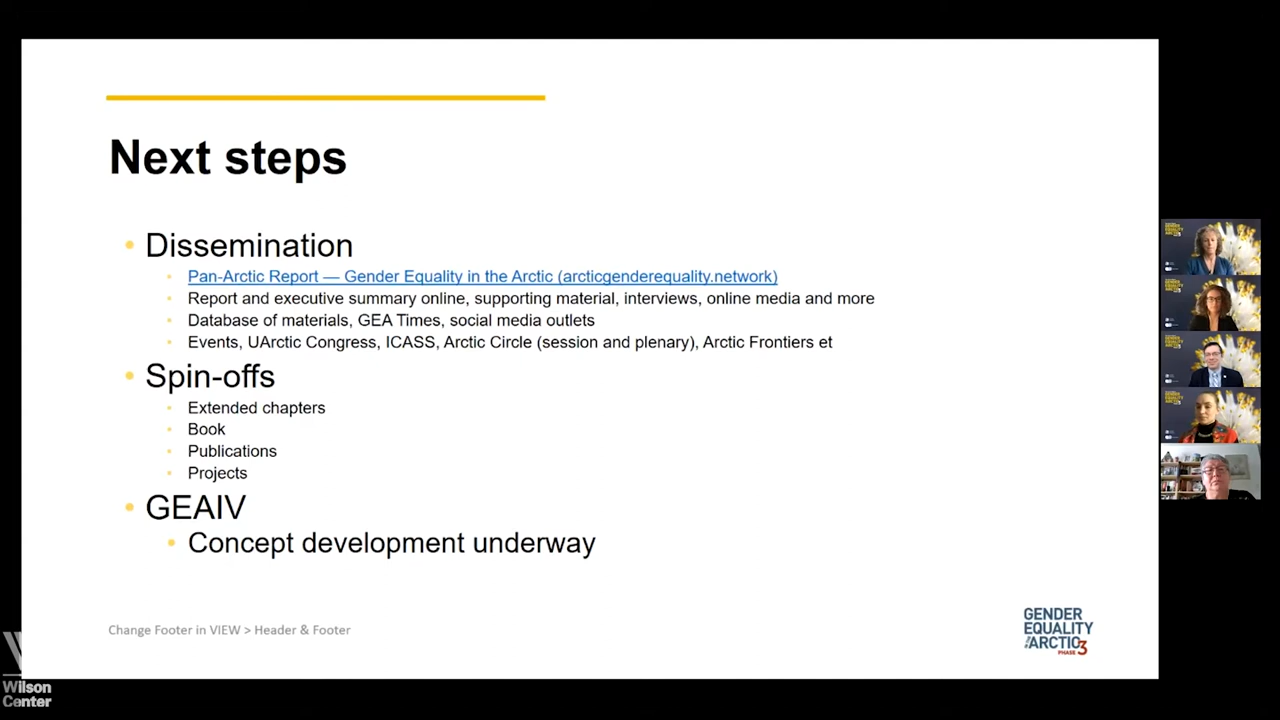 Next steps
• Dissemination
• Pan-Arctic Report — Gender Equality in the Arctic (arcticgenderequality.network)
• Report and executive summary online, supporting material, interviews, online media and more
• Database of materials, GEA Times, social media outlets
• Events, UArctic Congress, ICASS, Arctic Circle (session and plenary), Arctic Frontiers et
• Spin-offs
• Extended chapters
• Book
• Publications
• Projects
• GEAIV
• Concept development underway
Change Footer in VIEW > Header & Footer
GENDER
EQUALITY
ARCTIC
PHASE 3
Wilson
Center